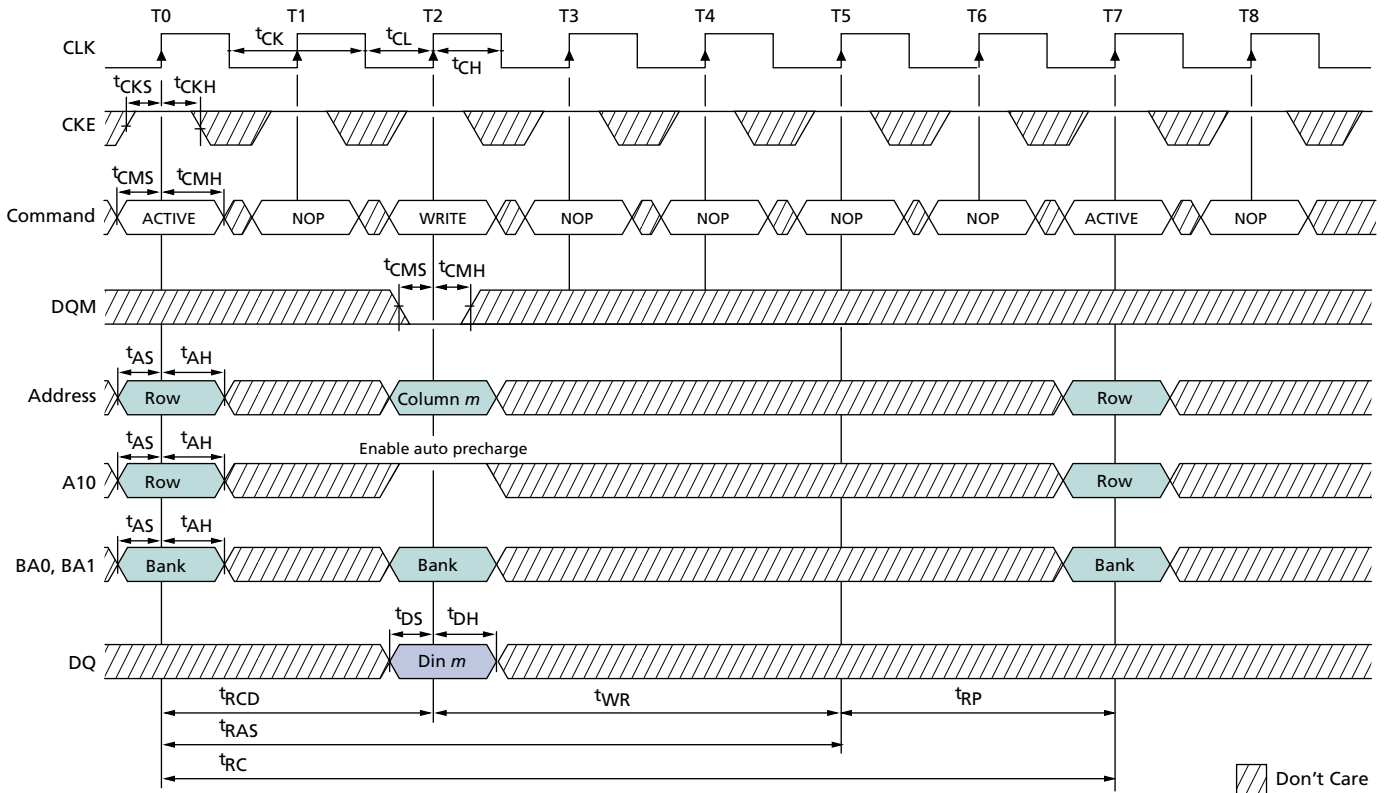 T0 T1 T2 T3 T4 T5 T6 T7 T8
CLK
tCK tCL
tCH
tCKS tCKH
CKE
tCMS tCMH
Command ACTIVE NOP WRITE NOP NOP NOP NOP ACTIVE NOP
tCMS tCMH
DQM
tAS tAH
Address Row Column m Row
tAS tAH
Enable auto precharge
A10 Row Row
tAS tAH
BA0, BA1 Bank Bank Bank
tDS tDH
DQ Din m
tRCD tWR tRP
tRAS
tRC
Don't Care